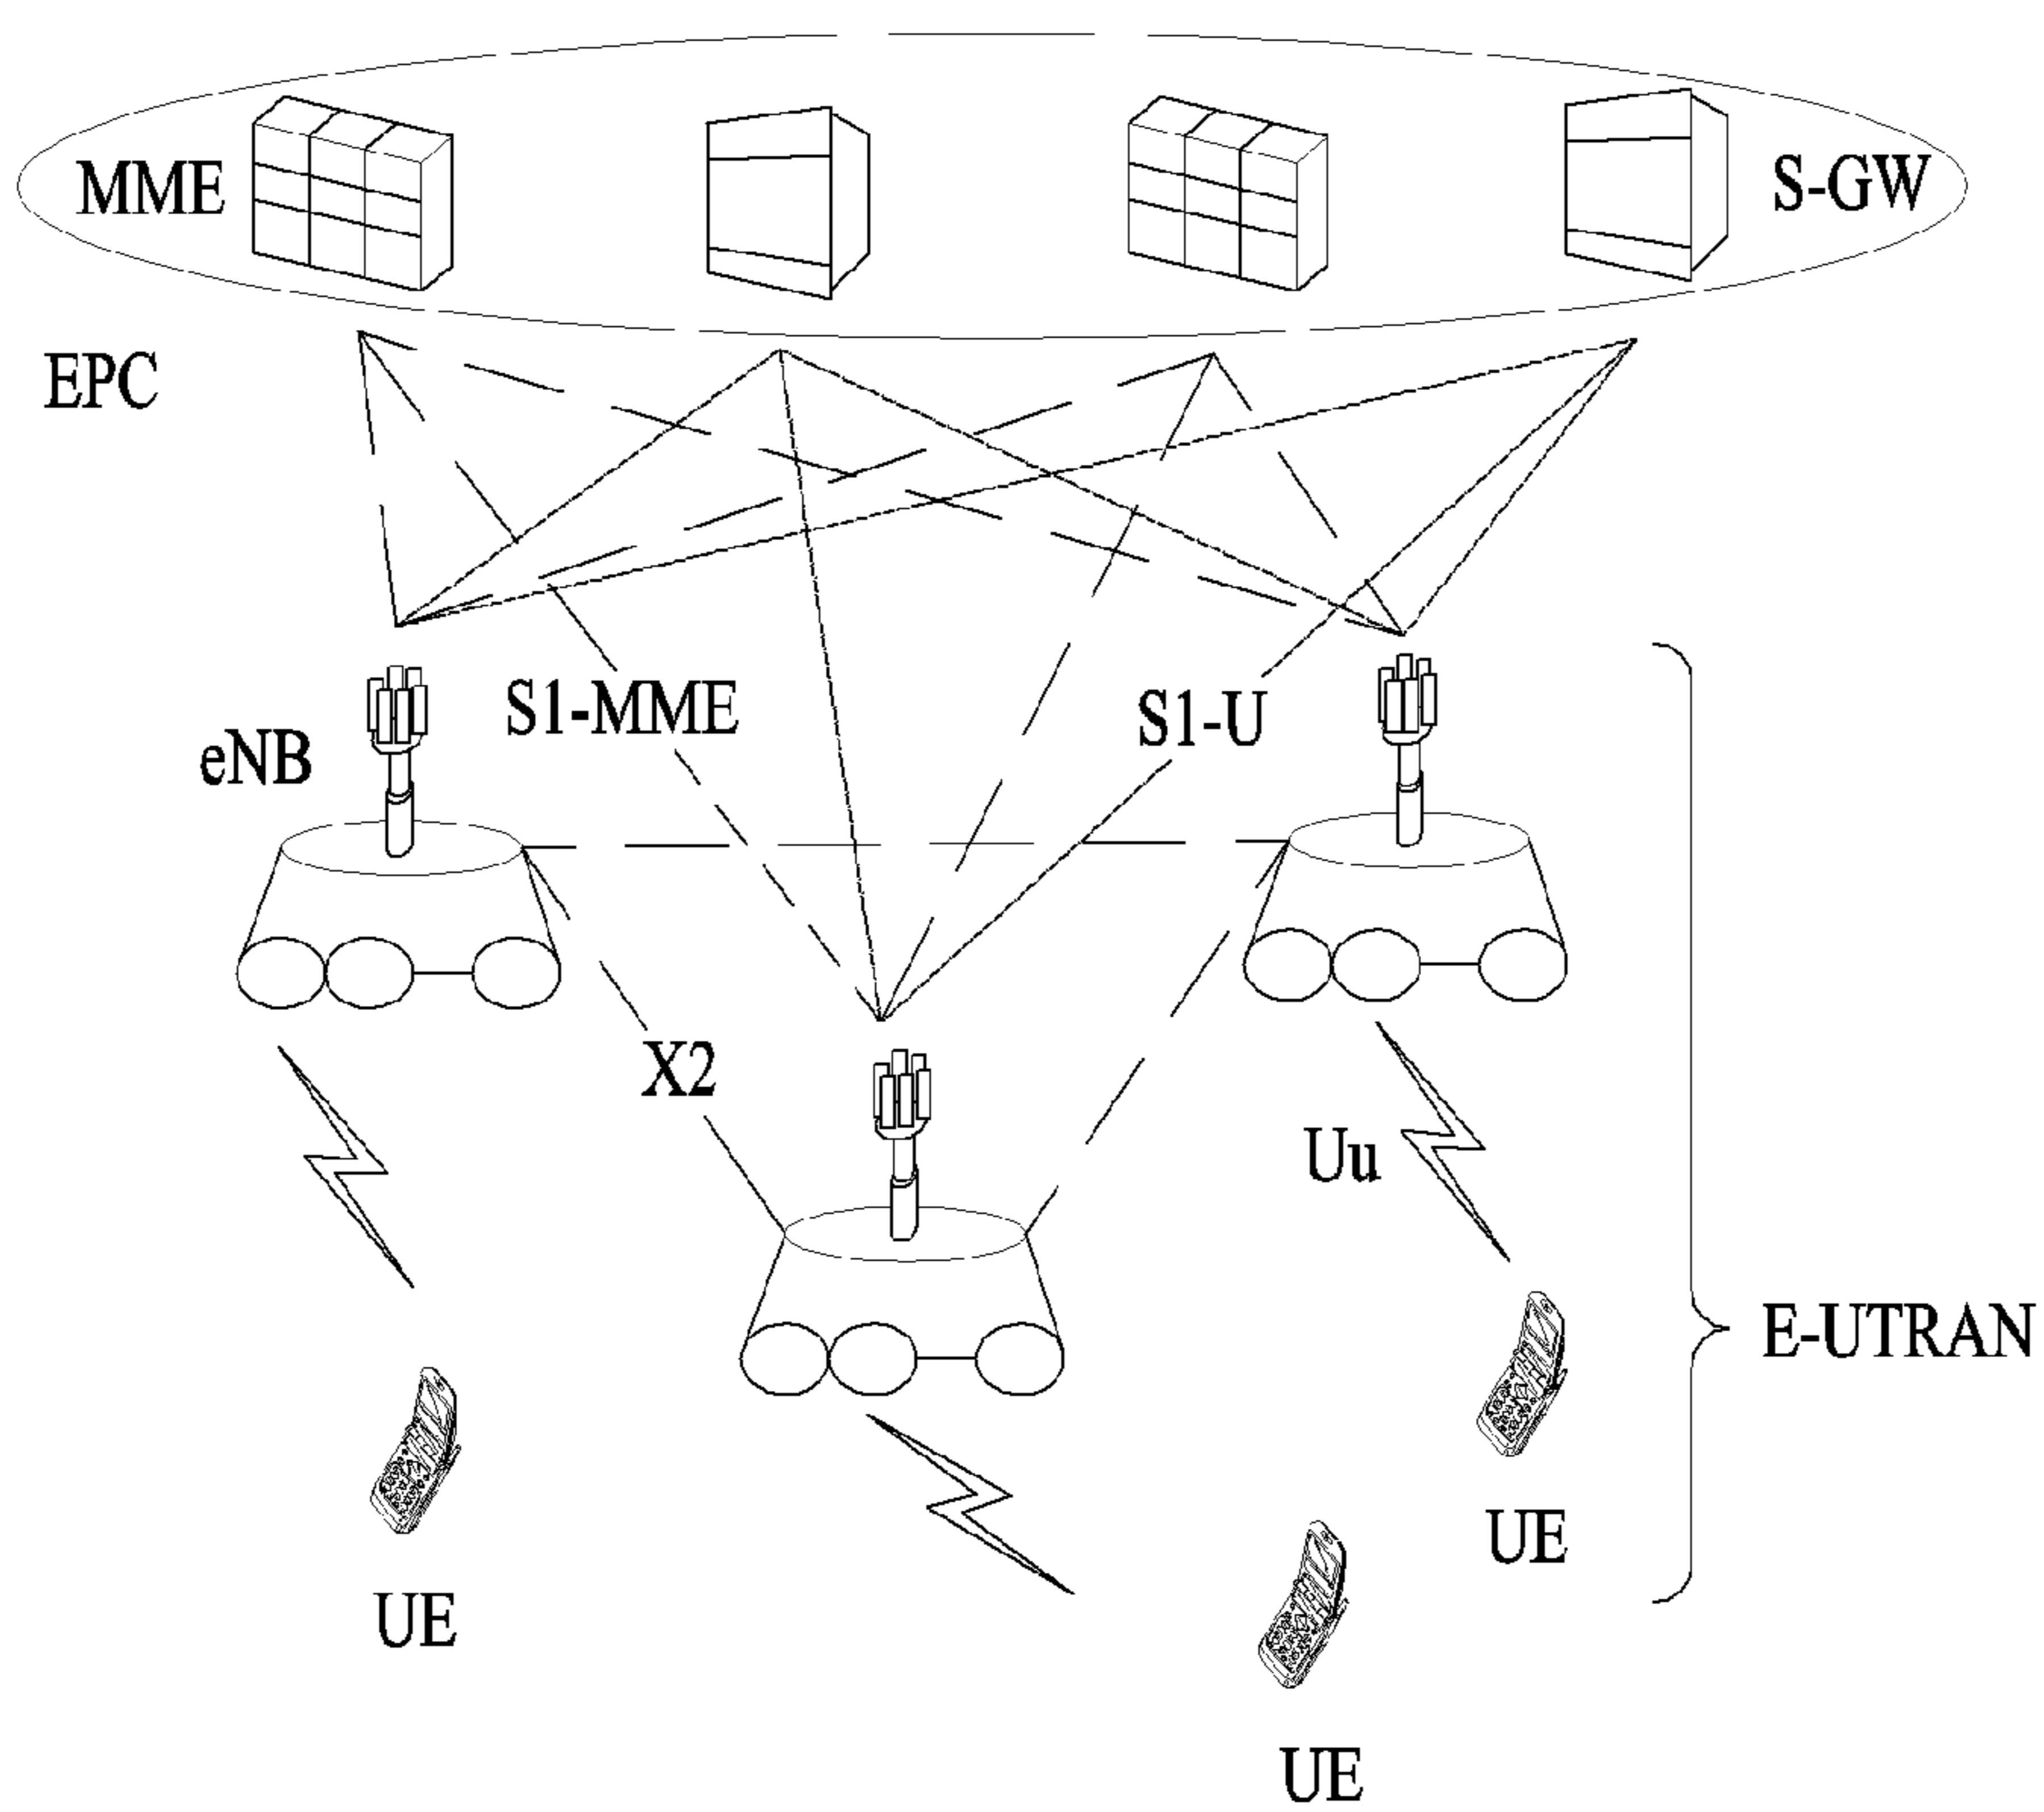 MME
S-GW
EPC
S1-MME
S1-U
eNB
X2
Uu
E-UTRAN
UE
UE
UE